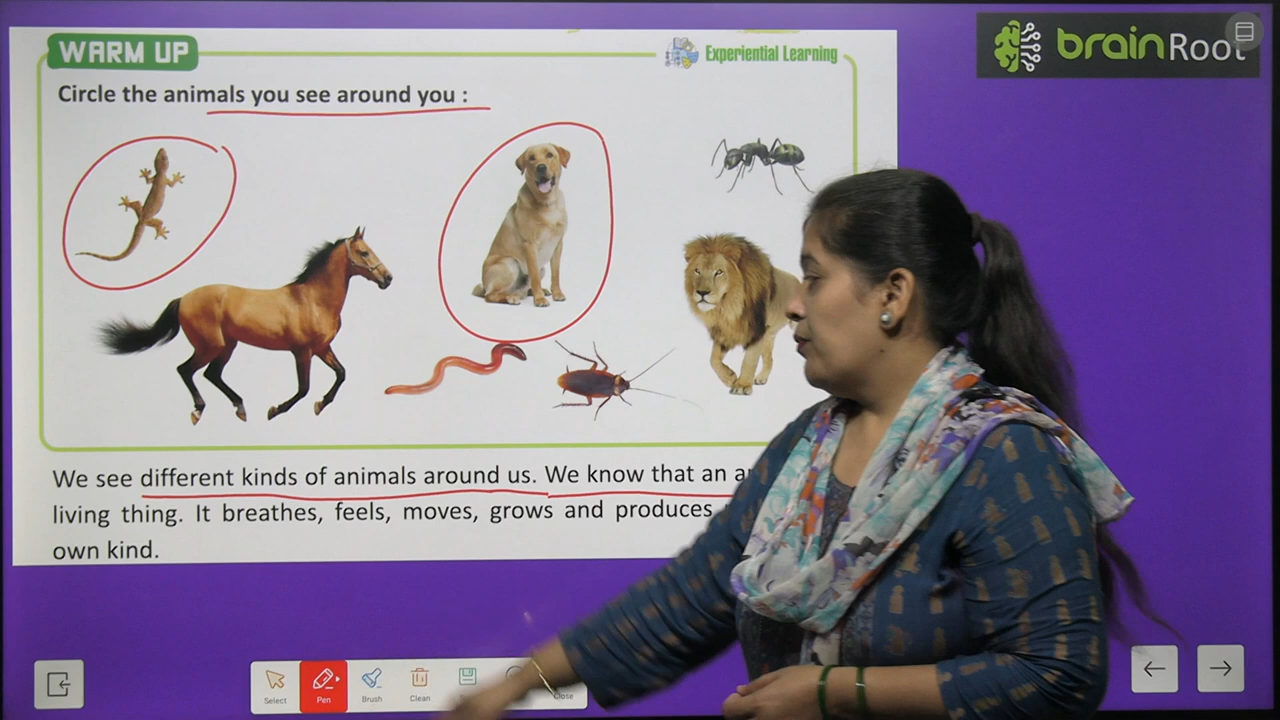 WARM UP
Experiential Learning
brainRoot
Circle the animals you see around you :
We see different kinds of animals around us. We know that an
living thing. It breathes, feels, moves, grows and produces
own kind.
Select
Pen
Brush
Clean
Close